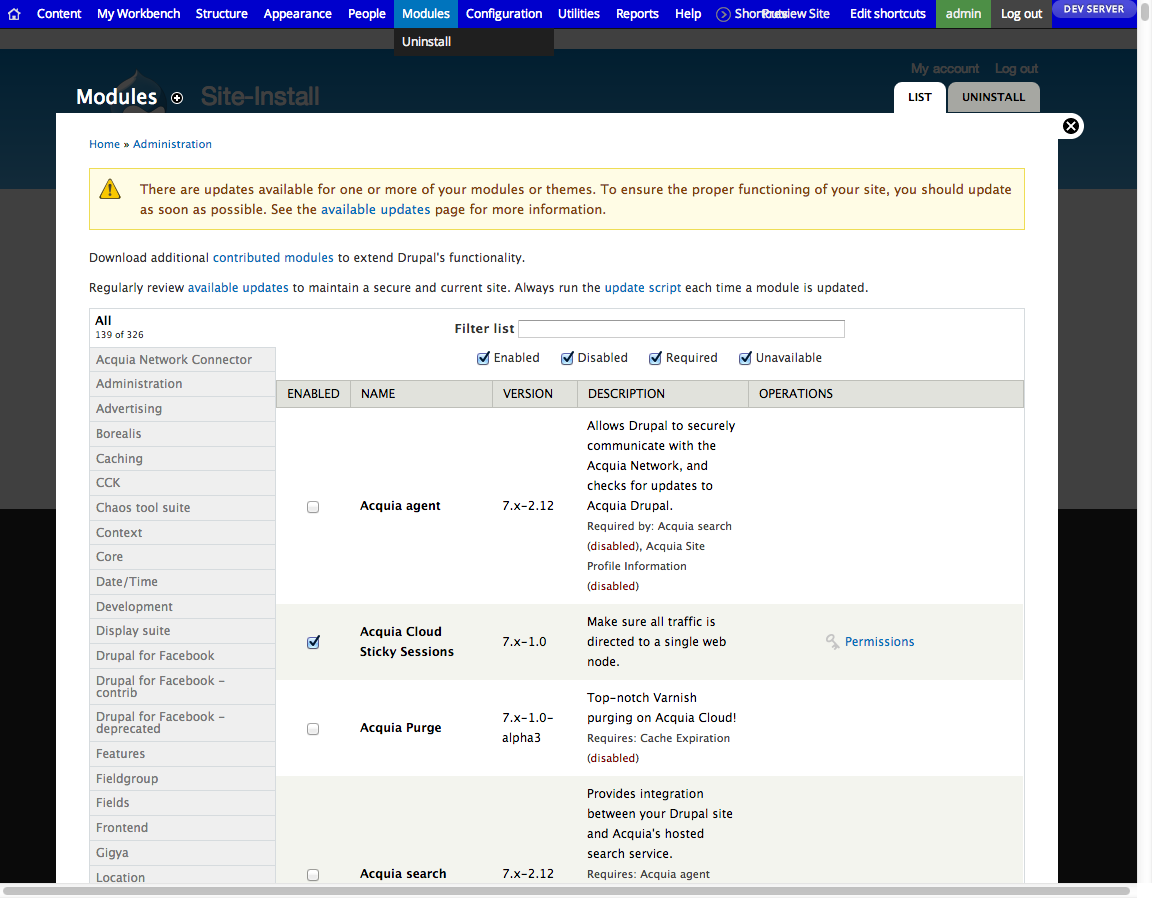 Content My Workbench Structure Appearance People Modules Configuration Utilities Reports Help Shortcuts Preview Site Edit shortcuts admin Log out DEV SERVER
Uninstall
My account Log out
Modules Site-Install LIST UNINSTALL
Home » Administration
There are updates available for one or more of your modules or themes. To ensure the proper functioning of your site, you should update
as soon as possible. See the available updates page for more information.
Download additional contributed modules to extend Drupal's functionality.
Regularly review available updates to maintain a secure and current site. Always run the update script each time a module is updated.
All
139 of 326
Acquia Network Connector
Administration
Advertising
Borealis
Caching
CCK
Chaos tool suite
Context
Core
Date/Time
Development
Display suite
Drupal for Facebook
Drupal for Facebook –
contrib
Drupal for Facebook –
deprecated
Features
Fieldgroup
Fields
Frontend
Gigya
Location
Filter list
Enabled Disabled Required Unavailable
ENABLED NAME VERSION DESCRIPTION OPERATIONS
Allows Drupal to securely
communicate with the
Acquia Network, and
checks for updates to
Acquia agent 7.x-2.12 Acquia Drupal.
Required by: Acquia search
(disabled), Acquia Site
Profile Information
(disabled)
Make sure all traffic is
Acquia Cloud
Sticky Sessions 7.x-1.0 directed to a single web Permissions
node.
Top-notch Varnish
purging on Acquia Cloud!
Acquia Purge 7.x-1.0-
alpha3
Requires: Cache Expiration
(disabled)
Provides integration
between your Drupal site
and Acquia's hosted
search service.
Acquia search 7.x-2.12 Requires: Acquia agent